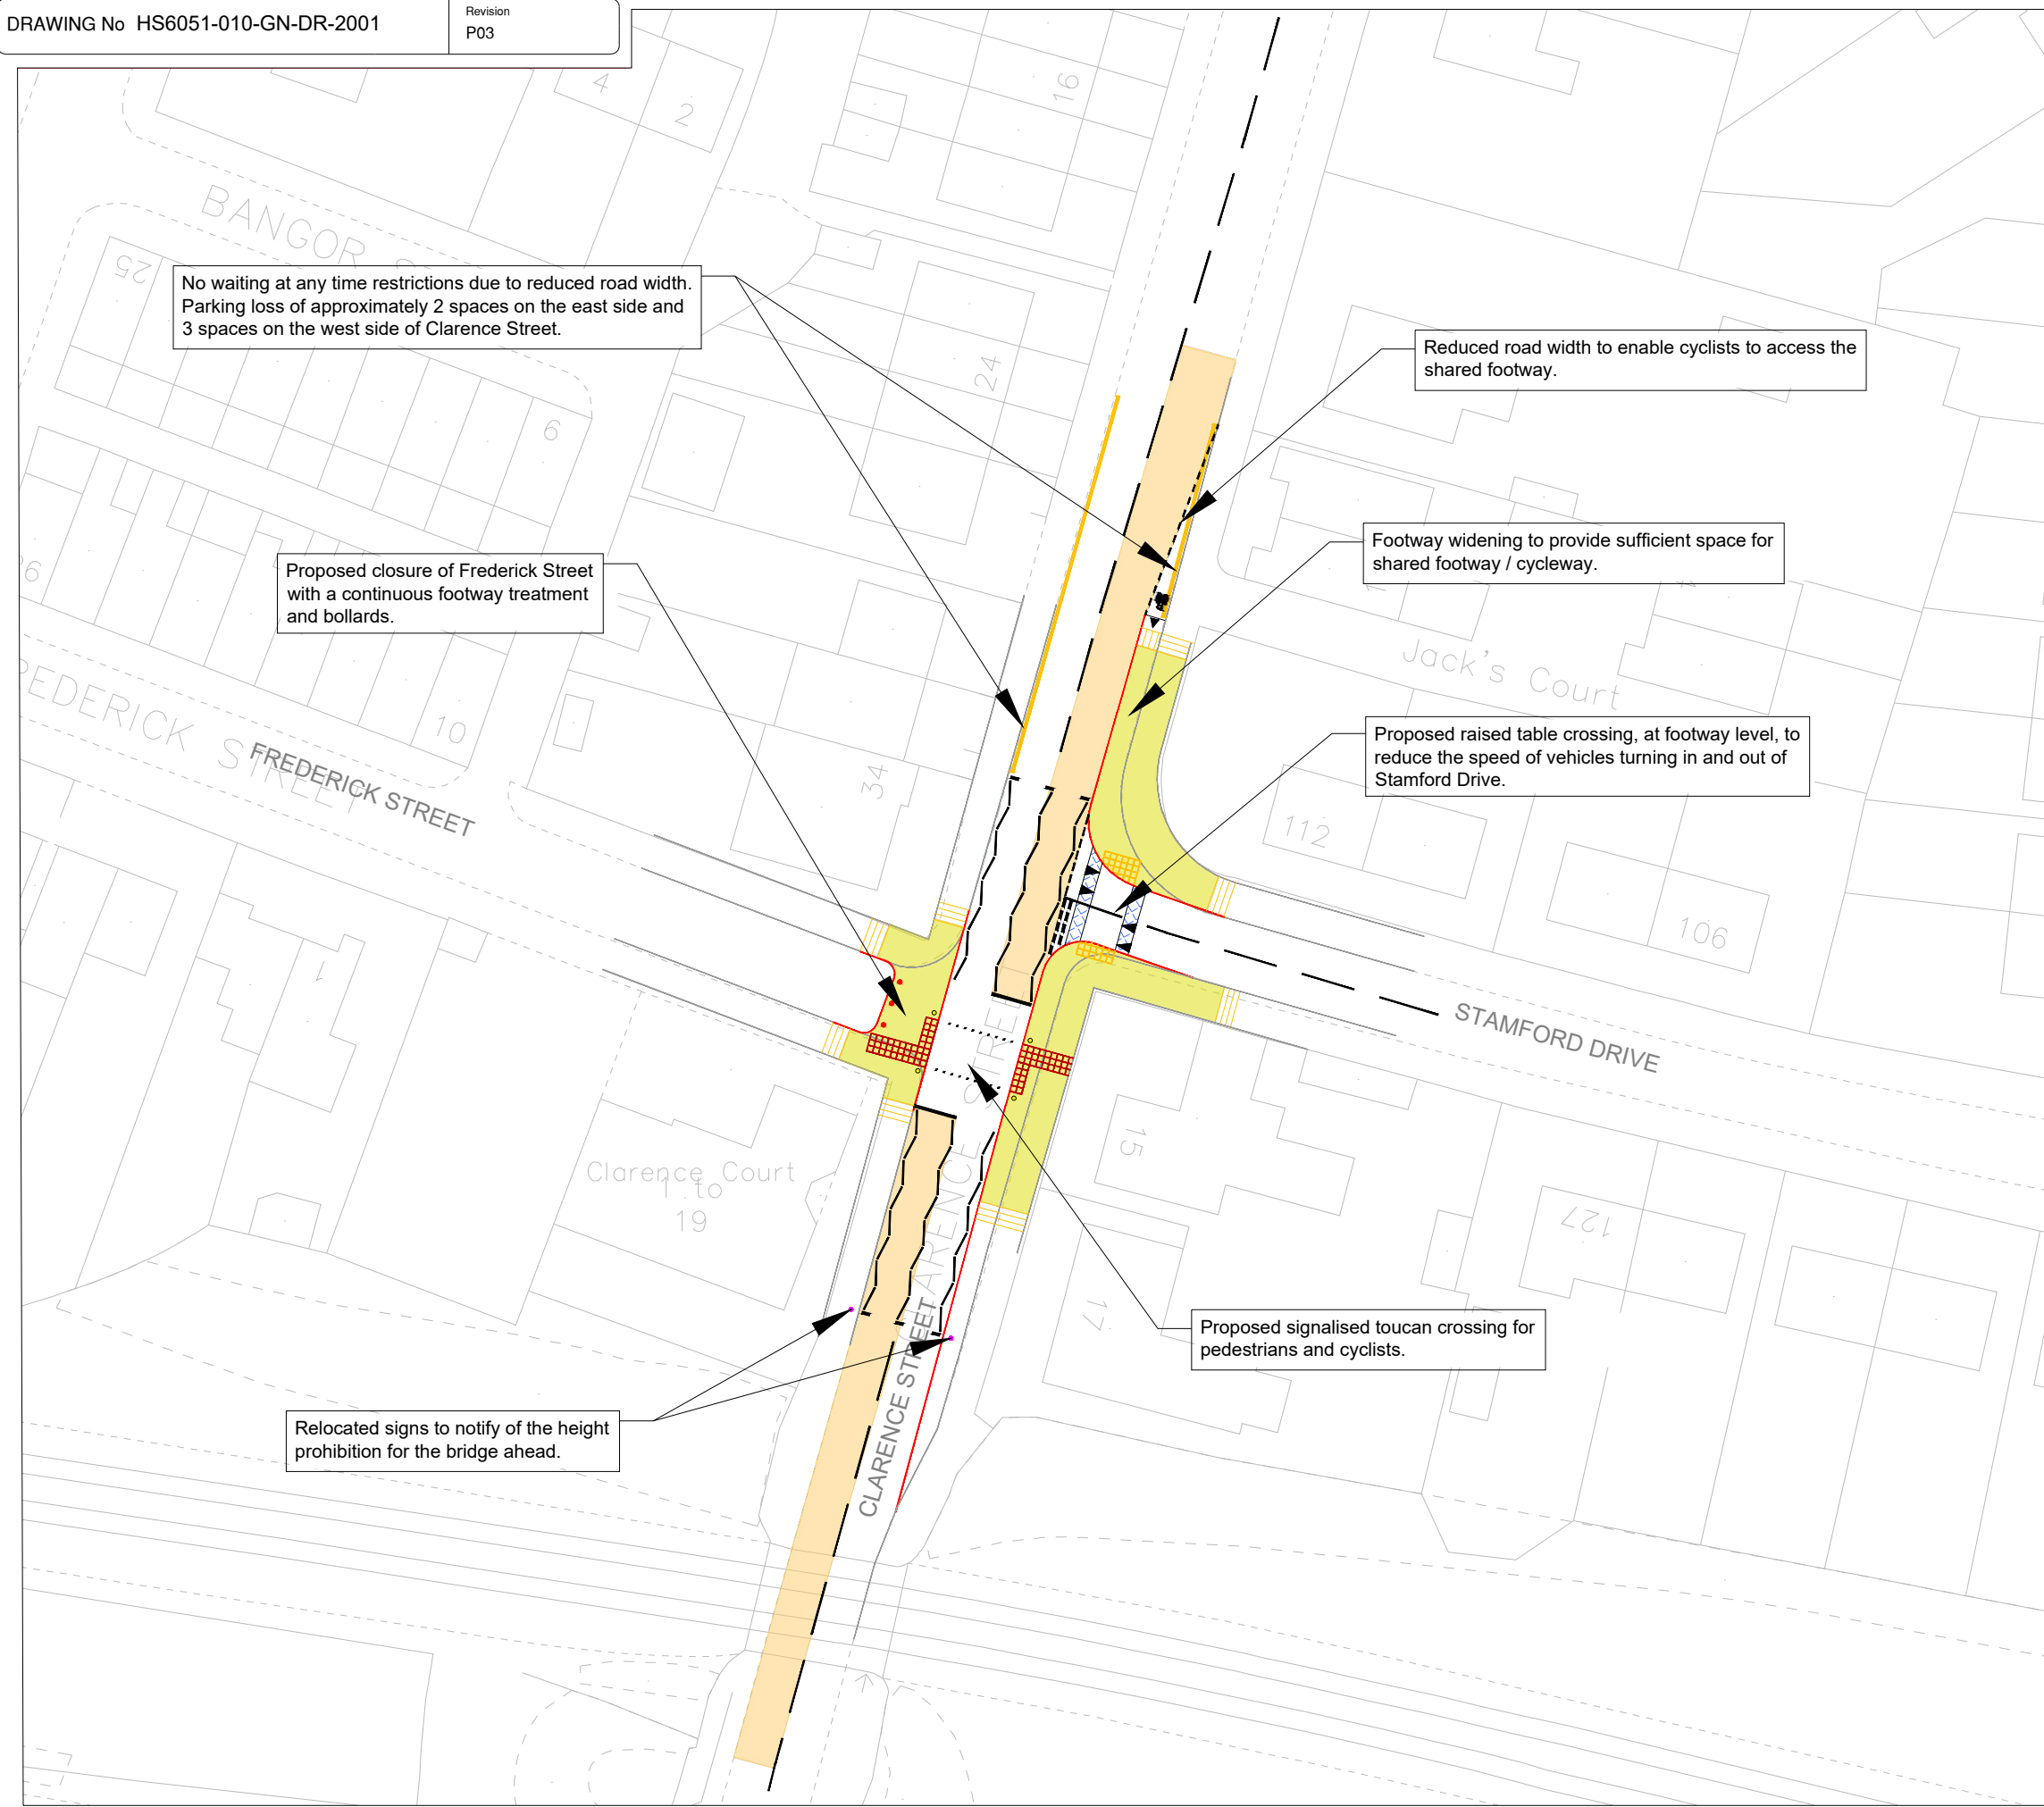 DRAWING No HS6051-010-GN-DR-2001
Revision
P03
4
2
16
BANGOR
25
No waiting at any time restrictions due to reduced road width.
Parking loss of approximately 2 spaces on the east side and
3 spaces on the west side of Clarence Street.
24
Reduced road width to enable cyclists to access the
shared footway.
6
Footway widening to provide sufficient space for
shared footway / cycleway.
Proposed closure of Frederick Street
with a continuous footway treatment
and bollards.
Jack's Court
10
EDERICK STREET
FREDERICK STREET
34
Proposed raised table crossing, at footway level, to
reduce the speed of vehicles turning in and out of
Stamford Drive.
112
106
1
STAMFORD DRIVE
CLARENCE STREET
15
Clarence Court
1 to
19
127
17
Proposed signalised toucan crossing for
pedestrians and cyclists.
CLARENCE STREET
Relocated signs to notify of the height
prohibition for the bridge ahead.